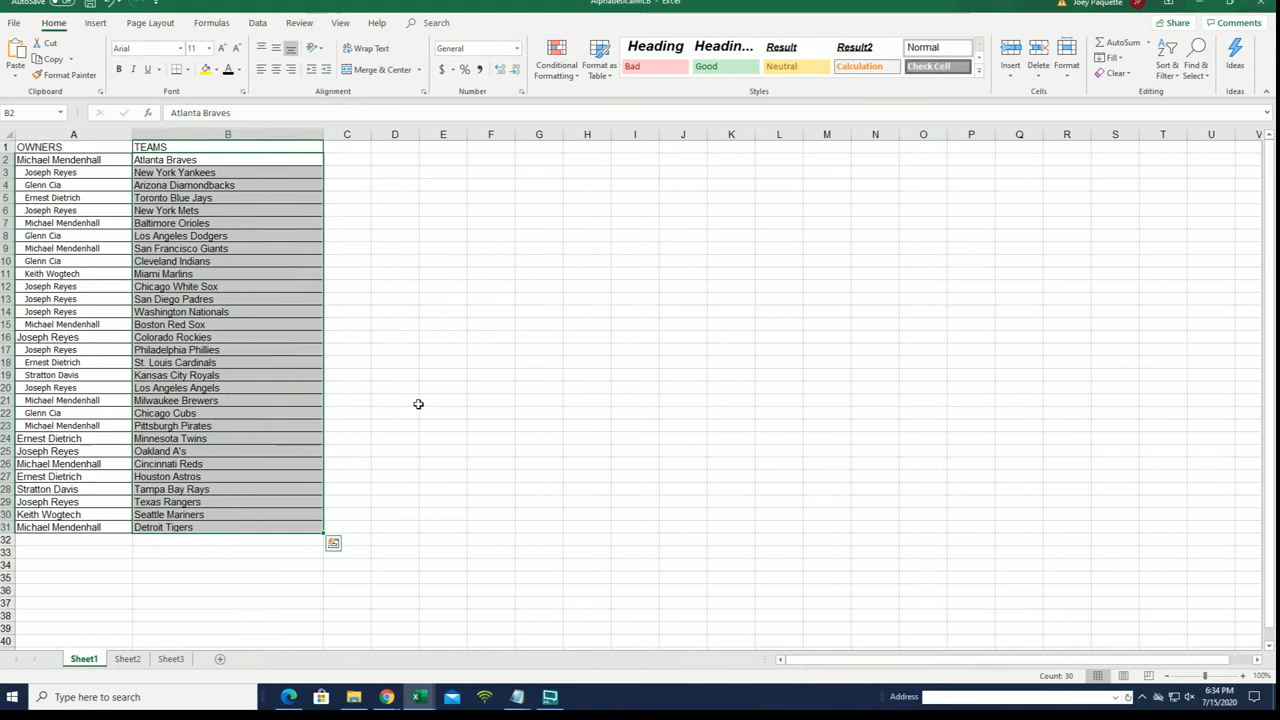 AutoSave Off
AlphabeticalMLB - Excel
Joey Paquette JP
File Home Insert Page Layout Formulas Data Review View Help Search
Share Comments
Paste Cut Copy Format Painter Clipboard
Arial 11 B I U A Font
Wrap Text Merge & Center Alignment
General $ % 9 Number
Conditional Formatting Format as Table
Heading Headin... Result Result2 Normal
Bad Good Neutral Calculation Check Cell
Styles
Insert Delete Format Cells
AutoSum Fill Clear Sort & Filter Find & Select Editing
Ideas Ideas
B2 fx Atlanta Braves
A B C D E F G H I J K L M N O P Q R S T U V
1 OWNERS TEAMS
2 Michael Mendenhall Atlanta Braves
3 Joseph Reyes New York Yankees
4 Glenn Cia Arizona Diamondbacks
5 Ernest Dietrich Toronto Blue Jays
6 Joseph Reyes New York Mets
7 Michael Mendenhall Baltimore Orioles
8 Glenn Cia Los Angeles Dodgers
9 Michael Mendenhall San Francisco Giants
10 Glenn Cia Cleveland Indians
11 Keith Wogtech Miami Marlins
12 Joseph Reyes Chicago White Sox
13 Joseph Reyes San Diego Padres
14 Joseph Reyes Washington Nationals
15 Michael Mendenhall Boston Red Sox
16 Joseph Reyes Colorado Rockies
17 Joseph Reyes Philadelphia Phillies
18 Ernest Dietrich St. Louis Cardinals
19 Stratton Davis Kansas City Royals
20 Joseph Reyes Los Angeles Angels
21 Michael Mendenhall Milwaukee Brewers
22 Glenn Cia Chicago Cubs
23 Michael Mendenhall Pittsburgh Pirates
24 Ernest Dietrich Minnesota Twins
25 Joseph Reyes Oakland A's
26 Michael Mendenhall Cincinnati Reds
27 Ernest Dietrich Houston Astros
28 Stratton Davis Tampa Bay Rays
29 Joseph Reyes Texas Rangers
30 Keith Wogtech Seattle Mariners
31 Michael Mendenhall Detroit Tigers
32
33
34
35
36
37
38
39
40
Sheet1 Sheet2 Sheet3
Count: 30 100%
Type here to search
Address
6:34 PM
7/15/2020